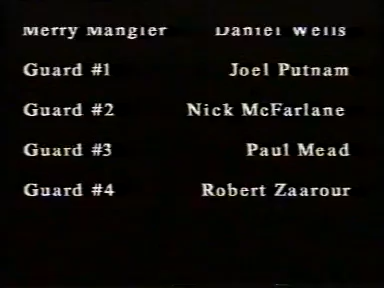 Merry Mangler Daniel Wells
Guard #1 Joel Putnam
Guard #2 Nick McFarlane
Guard #3 Paul Mead
Guard #4 Robert Zaarour